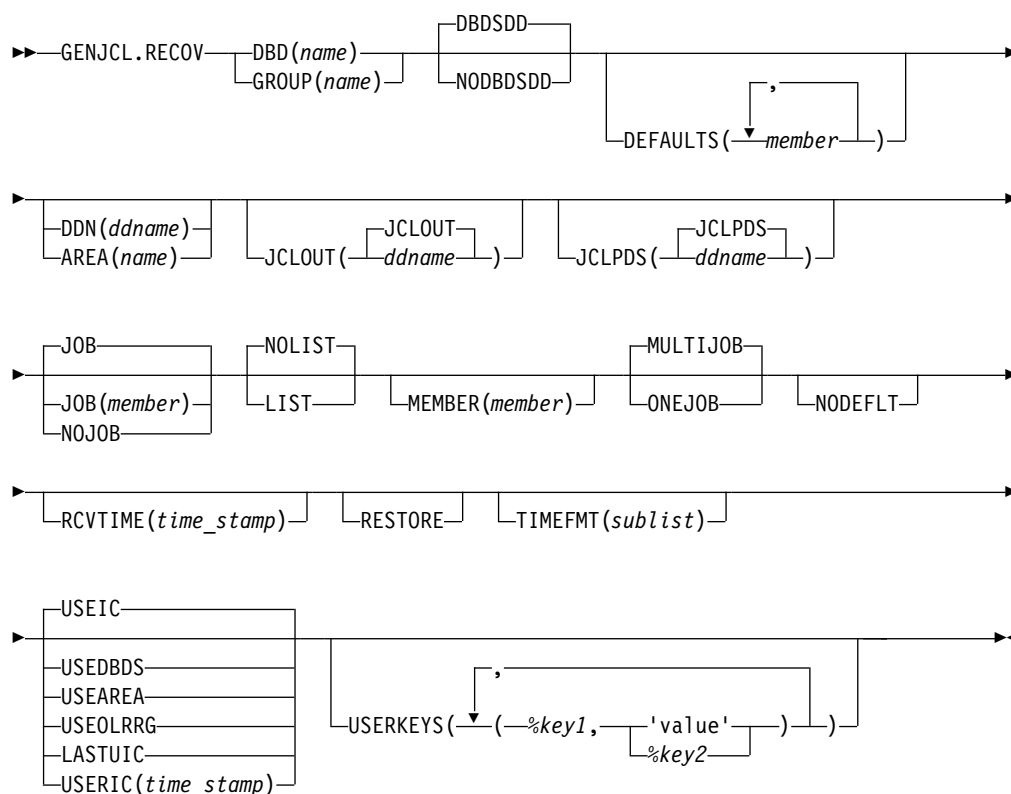 DBDSDD
GENJCL.RECOV DBD(name)
GROUP(name) NODBDSDD
,
DEFAULTS( member )
DDN(ddname) JCLOUT JCLPDS
AREA(name) JCLOUT( ddname ) JCLPDS( ddname )
JOB NOLIST MULTIJOB
JOB(member) LIST MEMBER(member) ONEJOB NODEFLT
NOJOB
RCVTIME(time_stamp) RESTORE TIMEFMT(sublist)
USEIC
USEDBDS ,
USEAREA USERKEYS( ( %key1, 'value' ) )
USEOLRRG %key2
LASTUIC
USERIC(time stamp)